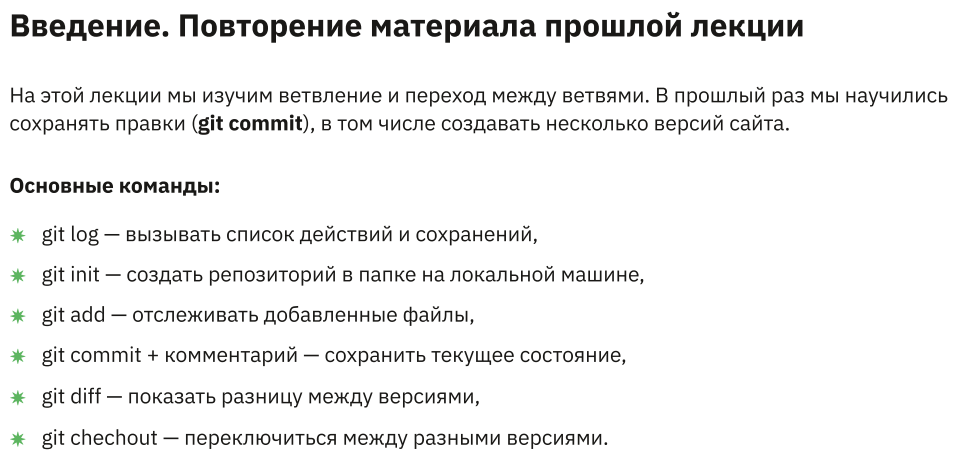 Введение. Повторение материала прошлой лекции
На этой лекции мы изучим ветвление и переход между ветвями. В прошлый раз мы научились
сохранять правки (git commit), в том числе создавать несколько версий сайта.
Основные команды:
git log — вызывать список действий и сохранений,
git init — создать репозиторий в папке на локальной машине,
git add — отслеживать добавленные файлы,
git commit + комментарий — сохранить текущее состояние,
git diff — показать разницу между версиями,
git chechout — переключиться между разными версиями.